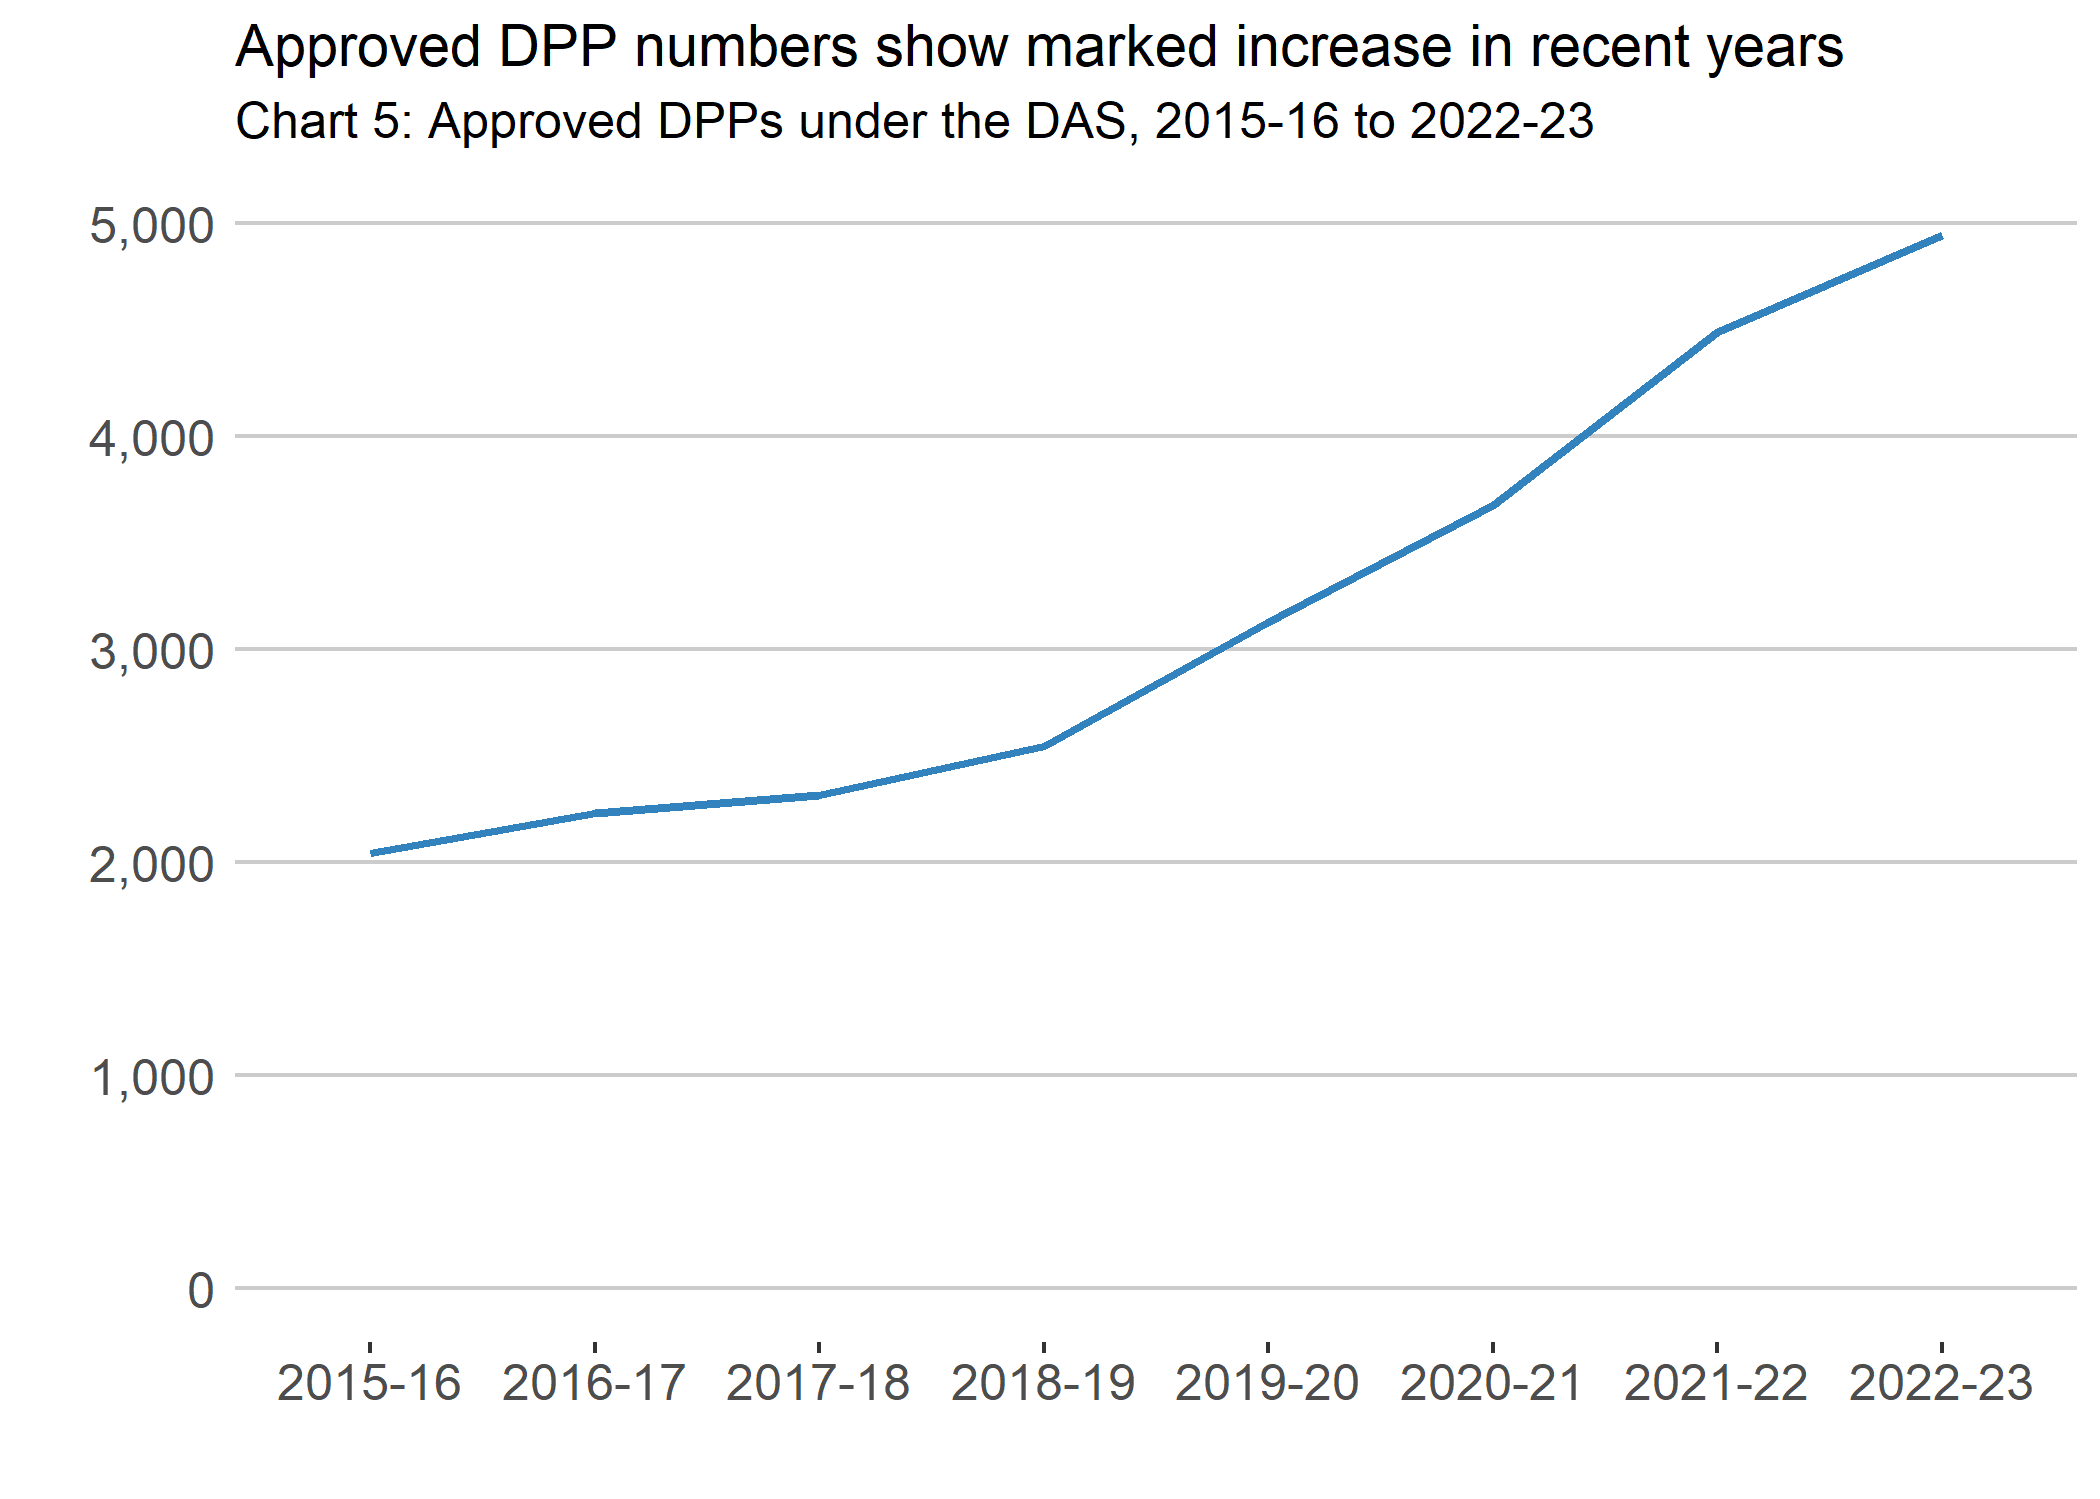 Approved DPP numbers show marked increase in recent years
Chart 5: Approved DPPs under the DAS, 2015-16 to 2022-23
5,000
4,000
3,000
2,000
1,000
0
2015-16 2016-17 2017-18 2018-19 2019-20 2020-21 2021-22 2022-23